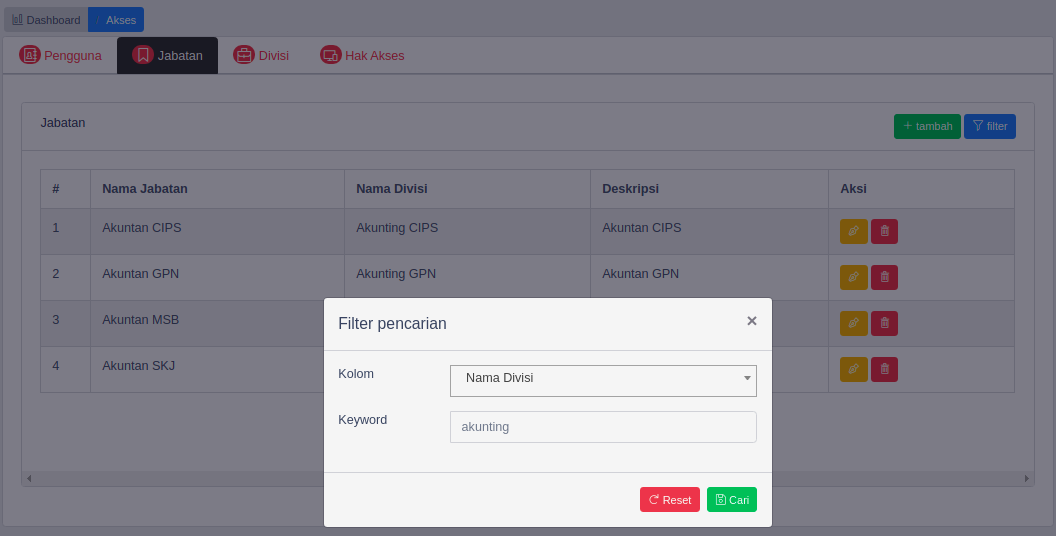 Dashboard Akses
Pengguna Jabatan Divisi Hak Akses
Jabatan
+ tambah filter
# Nama Jabatan Nama Divisi Deskripsi Aksi
1 Akuntan CIPS Akunting CIPS Akuntan CIPS
2 Akuntan GPN Akunting GPN Akuntan GPN
3 Akuntan MSB
4 Akuntan SKJ
Filter pencarian ×
Kolom Nama Divisi
Keyword akunting
Reset Cari